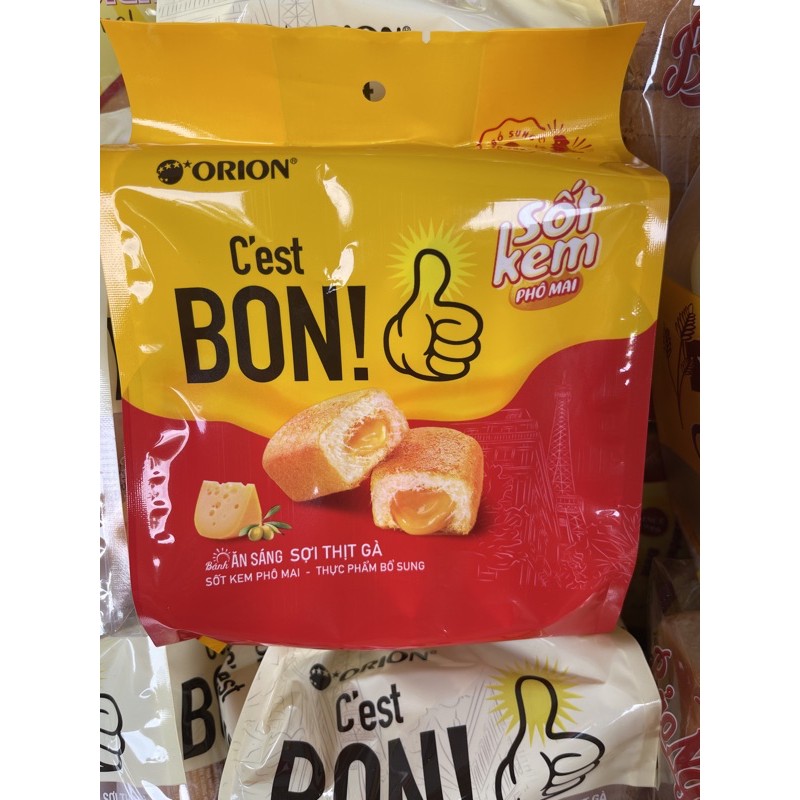 ORION®
C'est
BON!
Sốt
kem
PHÔ MAI
Bánh ĂN SÁNG SỢI THỊT GÀ
SỐT KEM PHÔ MAI - THỰC PHẨM BỔ SUNG
ORION®
C'est
BON!